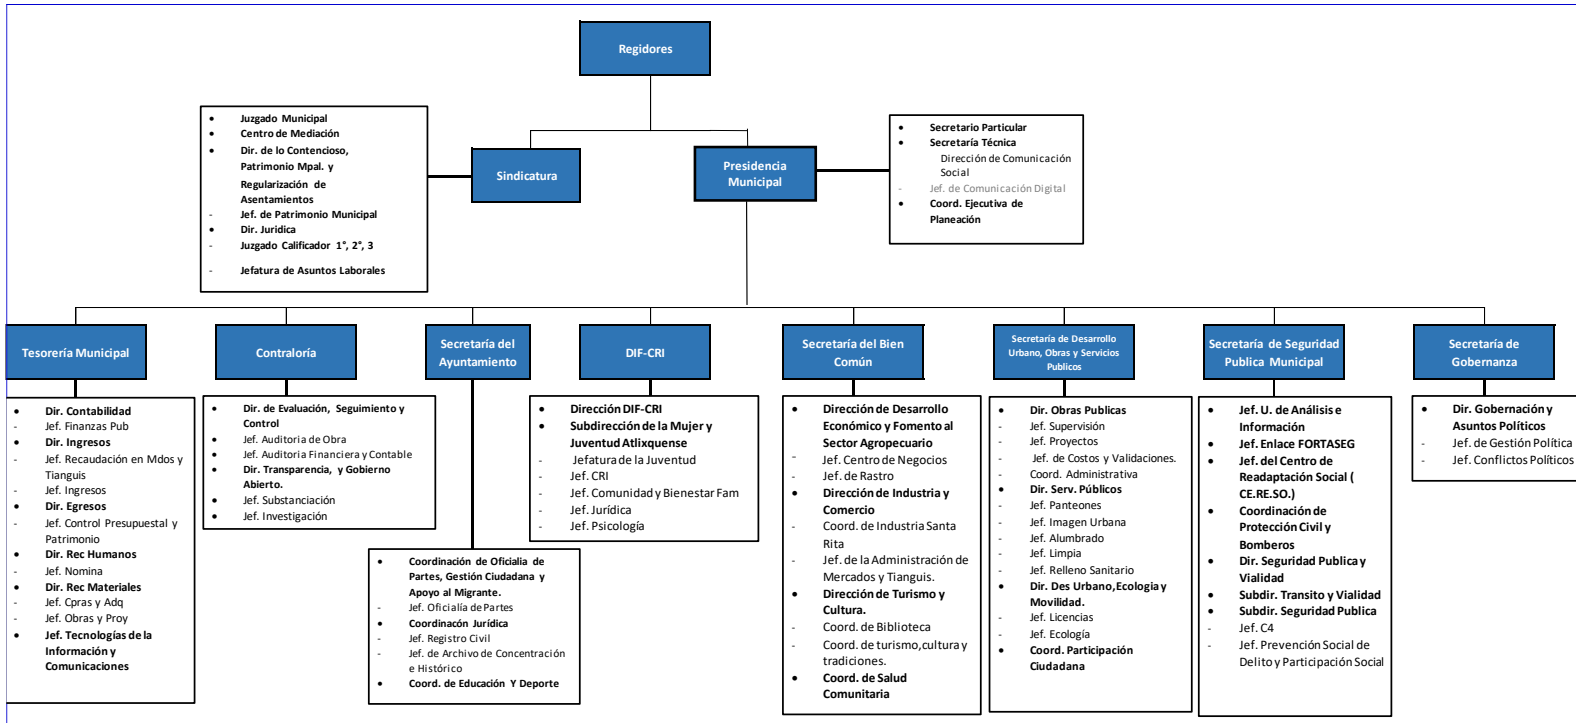 Regidores
• Juzgado Municipal
• Centro de Mediación
• Dir. de lo Contencioso,
Patrimonio Mpal. y
Regularización de
Asentamientos
- Jef. de Patrimonio Municipal
• Dir. Juridica
- Juzgado Calificador 1°, 2°, 3
- Jefatura de Asuntos Laborales
Sindicatura
Presidencia
Municipal
• Secretario Particular
• Secretaría Técnica
Dirección de Comunicación
Social
- Jef. de Comunicación Digital
• Coord. Ejecutiva de
Planeación
Tesorería Municipal
• Dir. Contabilidad
- Jef. Finanzas Pub
• Dir. Ingresos
- Jef. Recaudación en Mdos y
Tianguis
- Jef. Ingresos
• Dir. Egresos
- Jef. Control Presupuestal y
Patrimonio
• Dir. Rec Humanos
- Jef. Nomina
• Dir. Rec Materiales
- Jef. Cpras y Adq
- Jef. Obras y Proy
• Jef. Tecnologías de la
Información y
Comunicaciones
Contraloría
• Dir. de Evaluación, Seguimiento y
Control
• Jef. Auditoria de Obra
• Jef. Auditoria Financiera y Contable
• Dir. Transparencia, y Gobierno
Abierto.
- Jef. Substanciación
- Jef. Investigación
Secretaría del
Ayuntamiento
• Coordinación de Oficialia de
Partes, Gestión Ciudadana y
Apoyo al Migrante.
- Jef. Oficialía de Partes
• Coordinacón Jurídica
- Jef. Registro Civil
- Jef. de Archivo de Concentración
e Histórico
• Coord. de Educación Y Deporte
DIF-CRI
• Dirección DIF-CRI
• Subdirección de la Mujer y
Juventud Atlixquense
- Jefatura de la Juventud
- Jef. CRI
- Jef. Comunidad y Bienestar Fam
- Jef. Jurídica
- Jef. Psicología
Secretaría del Bien
Común
• Dirección de Desarrollo
Económico y Fomento al
Sector Agropecuario
- Jef. Centro de Negocios
- Jef. de Rastro
• Dirección de Industria y
Comercio
- Coord. de Industria Santa
Rita
- Jef. de la Administración de
Mercados y Tianguis.
• Dirección de Turismo y
Cultura.
- Coord. de Biblioteca
- Coord. de turismo,cultura y
tradiciones.
• Coord. de Salud
Comunitaria
Secretaría de Desarrollo
Urbano, Obras y Servicios
Publicos
• Dir. Obras Publicas
- Jef. Supervisión
- Jef. Proyectos
- Jef. de Costos y Validaciones.
- Coord. Administrativa
• Dir. Serv. Públicos
- Jef. Panteones
- Jef. Imagen Urbana
- Jef. Alumbrado
- Jef. Limpia
- Jef. Relleno Sanitario
• Dir. Des Urbano,Ecologia y
Movilidad.
- Jef. Licencias
- Jef. Ecología
• Coord. Participación
Ciudadana
Secretaría de Seguridad
Publica Municipal
• Jef. U. de Análisis e
Información
• Jef. Enlace FORTASEG
• Jef. del Centro de
Readaptación Social (
CE.RE.SO.)
• Coordinación de
Protección Civil y
Bomberos
• Dir. Seguridad Publica y
Vialidad
• Subdir. Transito y Vialidad
• Subdir. Seguridad Publica
- Jef. C4
- Jef. Prevención Social de
Delito y Participación Social
Secretaría de
Gobernanza
• Dir. Gobernación y
Asuntos Políticos
- Jef. de Gestión Política
- Jef. Conflictos Políticos